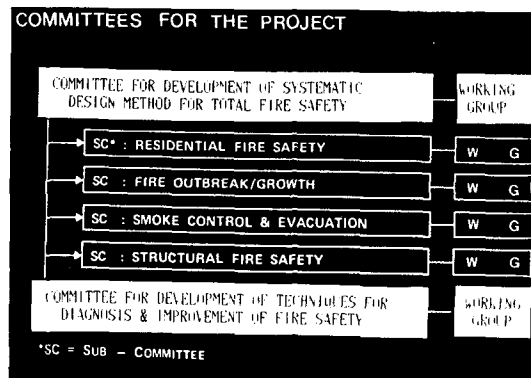 COMMITTEES FOR THE PROJECT
COMMITTEE FOR DEVELOPMENT OF SYSTEMATIC
DESIGN METHOD FOR TOTAL FIRE SAFETY
WORKING
GROUP
SC* : RESIDENTIAL FIRE SAFETY
W G
SC : FIRE OUTBREAK/GROWTH
W G
SC : SMOKE CONTROL & EVACUATION
W G
SC : STRUCTURAL FIRE SAFETY
W G
COMMITTEE FOR DEVELOPMENT OF TECHNIQUES FOR
DIAGNOSIS & IMPROVEMENT OF FIRE SAFETY
WORKING
GROUP
*SC = SUB - COMMITTEE